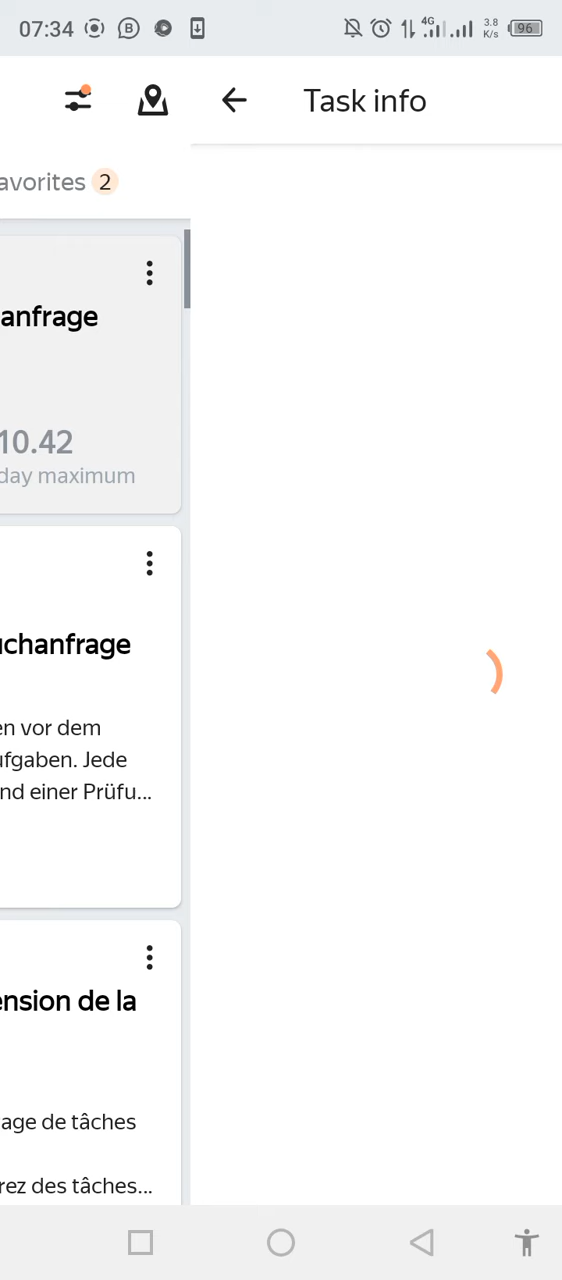 07:34
4G
3.8
K/s
96
Task info
avorites 2
anfrage
10.42
day maximum
uchanfrage
en vor dem
ufgaben. Jede
nd einer Prüfu...
ension de la
age de tâches
rez des tâches...